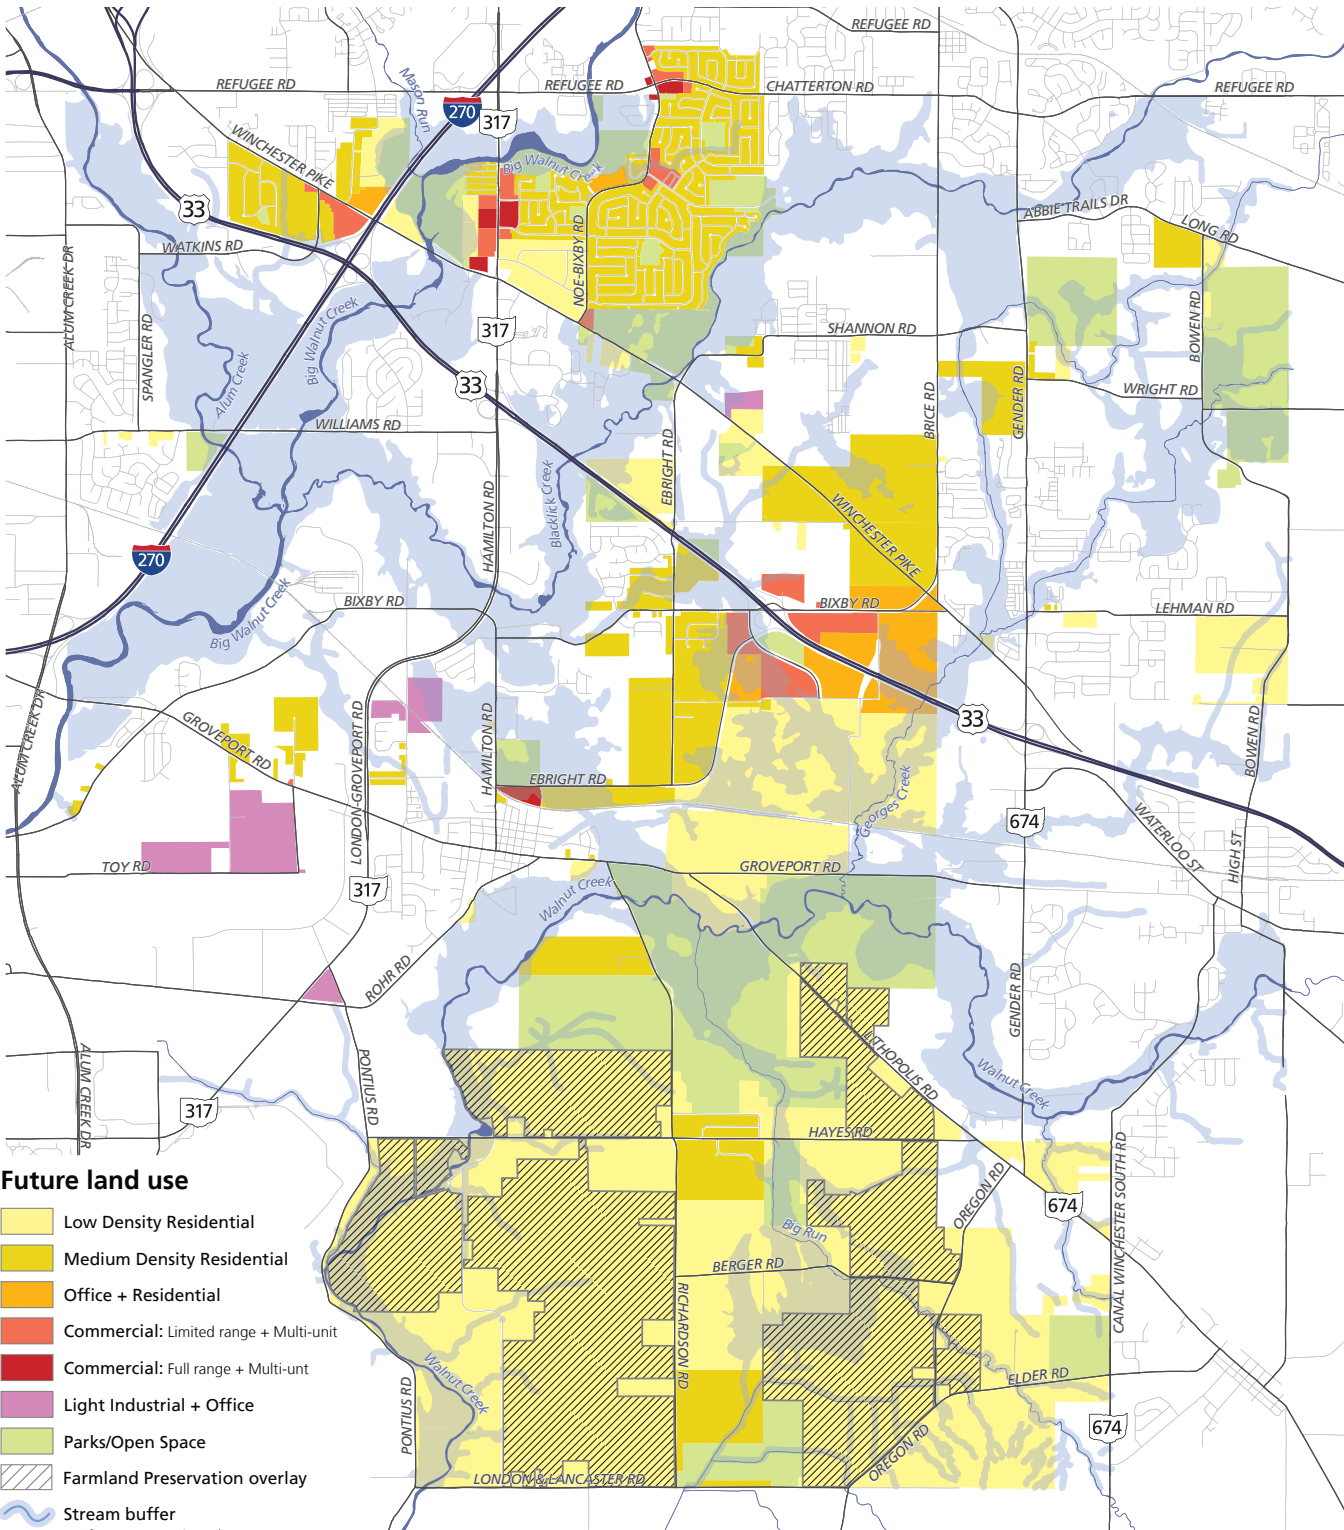 REFUGEE RD
REFUGEE RD
REFUGEE RD
CHATTERTON RD
REFUGEE RD
Mason Run
270
317
WINCHESTER PIKE
Big Walnut Creek
33
ABBIE TRAILS DR
LONG RD
WATKINS RD
ALUM CREEK DR
NOE-BIXBY RD
SPANGLER RD
Big Walnut Creek
317
SHANNON RD
BOWEN RD
Alum Creek
33
WRIGHT RD
BRICE RD
GENDER RD
WILLIAMS RD
EBRIGHT RD
HAMILTON RD
Blacklick Creek
WINCHESTER PIKE
270
BIXBY RD
BIXBY RD
LEHMAN RD
Big Walnut Creek
ALUM CREEK DR
GROVEPORT RD
LONDON-GROVEPORT RD
HAMILTON RD
33
BOWEN RD
EBRIGHT RD
Georges Creek
674
WATERLOO ST
HIGH ST
TOY RD
317
GROVEPORT RD
Walnut Creek
ROHR RD
GENDER RD
LITHOPOLIS RD
ALUM CREEK DR
PONTIUS RD
Walnut Creek
317
HAYES RD
CANAL WINCHESTER SOUTH RD
OREGON RD
674
Big Run
BERGER RD
RICHARDSON RD
Walnut Creek
ELDER RD
PONTIUS RD
674
OREGON RD
LONDON & LANCASTER RD
Future land use
Low Density Residential
Medium Density Residential
Office + Residential
Commercial: Limited range + Multi-unit
Commercial: Full range + Multi-unt
Light Industrial + Office
Parks/Open Space
Farmland Preservation overlay
Stream buffer